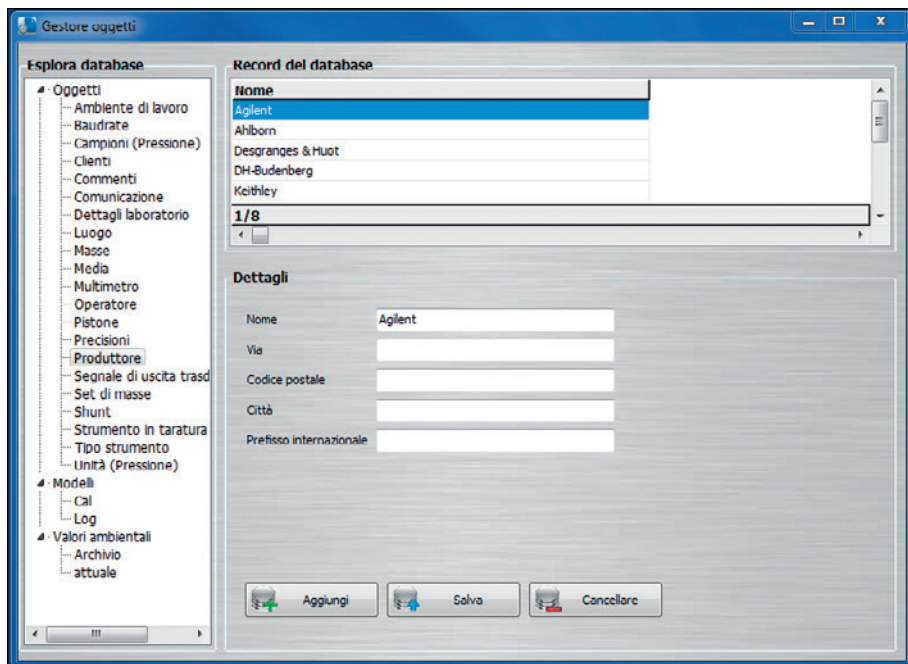 Gestore oggetti
Esplora database
Oggetti
Ambiente di lavoro
Baudrate
Campioni (Pressione)
Clienti
Commenti
Comunicazione
Dettagli laboratorio
Luogo
Masse
Media
Multimetro
Operatore
Pistone
Precisioni
Produttore
Segnale di uscita trasd
Set di masse
Shunt
Strumento in taratura
Tipo strumento
Unità (Pressione)
Modelli
Cal
Log
Valori ambientali
Archivio
attuale
Record del database
Nome
Agilent
Ahlborn
Desgranges & Huot
DH-Budenberg
Keithley
1/8
Dettagli
Nome Agilent
Via
Codice postale
Città
Prefisso internazionale
Aggiungi Salva Cancellare